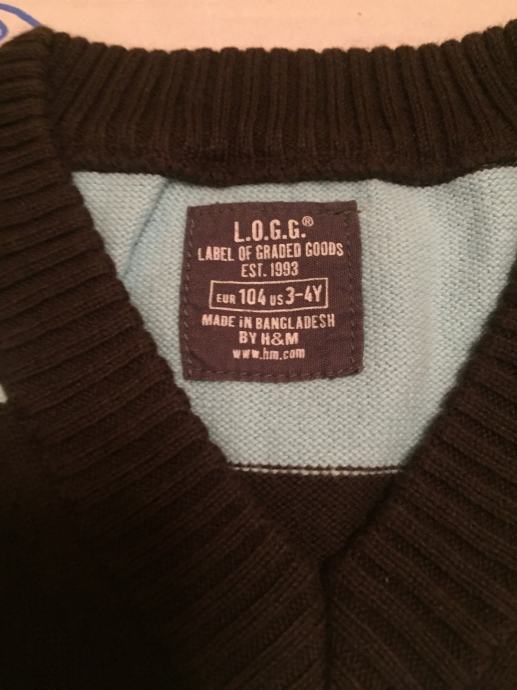 L.O.G.G.®
LABEL OF GRADED GOODS
EST. 1993
EUR 104 US 3-4Y
MADE iN BANGLADESH
BY H&M
www.hm.com